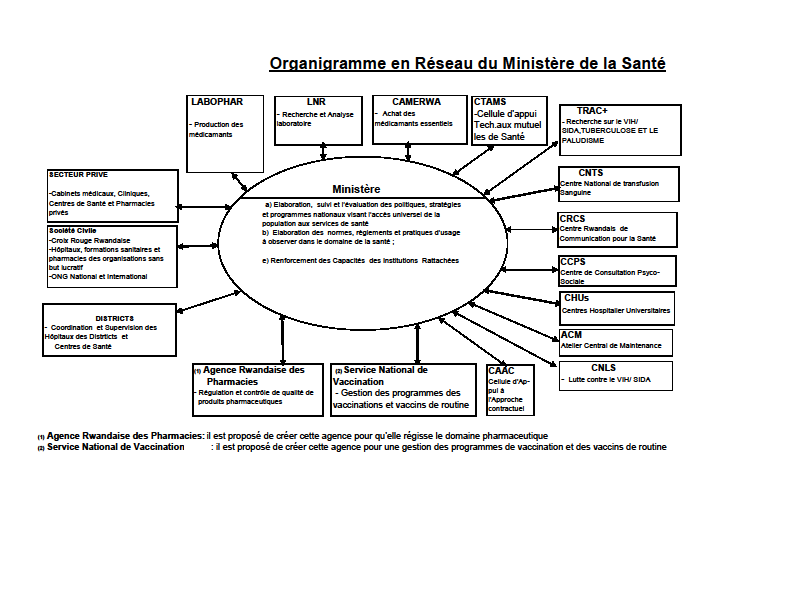 Organigramme en Réseau du Ministère de la Santé
LABOPHAR
- Production des
médicamants
LNR
- Recherche et Analyse
laboratoire
CAMERWA
- Achat des
médicamants essentiels
CTAMS
-Cellule d'appui
Tech.aux mutuel
les de Santé
TRAC+
- Recherche sur le VIH/
SIDA,TUBERCULOSE ET LE
PALUDISME
CNTS
Centre National de transfusion
Sanguine
CRCS
Centre Rwandais de
Communication pour la Santé
CCPS
Centre de Consultation Psyco-
Sociale
CHUs
Centres Hospitalier Universitaires
ACM
Atelier Central de Maintenance
CNLS
- Lutte contre le VIH/ SIDA
SECTEUR PRIVE
-Cabinets médicaux, Cliniques,
Centres de Santé et Pharmacies
privés
Société Civile
-Croix Rouge Rwandaise
-Hôpitaux, formations sanitaires et
pharmacies des organisations sans
but lucratif
-ONG National et International
DISTRICTS
- Coordination et Supervision des
Hôpitaux des Distrticts et
Centres de Santé
Ministère
a) Elaboration, suivi et l'évaluation des politiques, stratégies
et programmes nationaux visant l'accès universel de la
population aux services de santé
b) Elaboration des normes, règlements et pratiques d'usage
à observer dans le domaine de la santé ;
e) Renforcement des Capacités des Institutions Rattachées
(1) Agence Rwandaise des
Pharmacies
- Régulation et contrôle de qualité de
produits pharmaceutiques
(2) Service National de
Vaccination
- Gestion des programmes des
vaccinations et vaccins de routine
CAAC
Cellule d'Ap-
pui à
l'Approche
contractuel
(1) Agence Rwandaise des Pharmacies: il est proposé de créer cette agence pour qu'elle régisse le domaine pharmaceutique
(2) Service National de Vaccination : il est proposé de créer cette agence pour une gestion des programmes de vaccination et des vaccins de routine